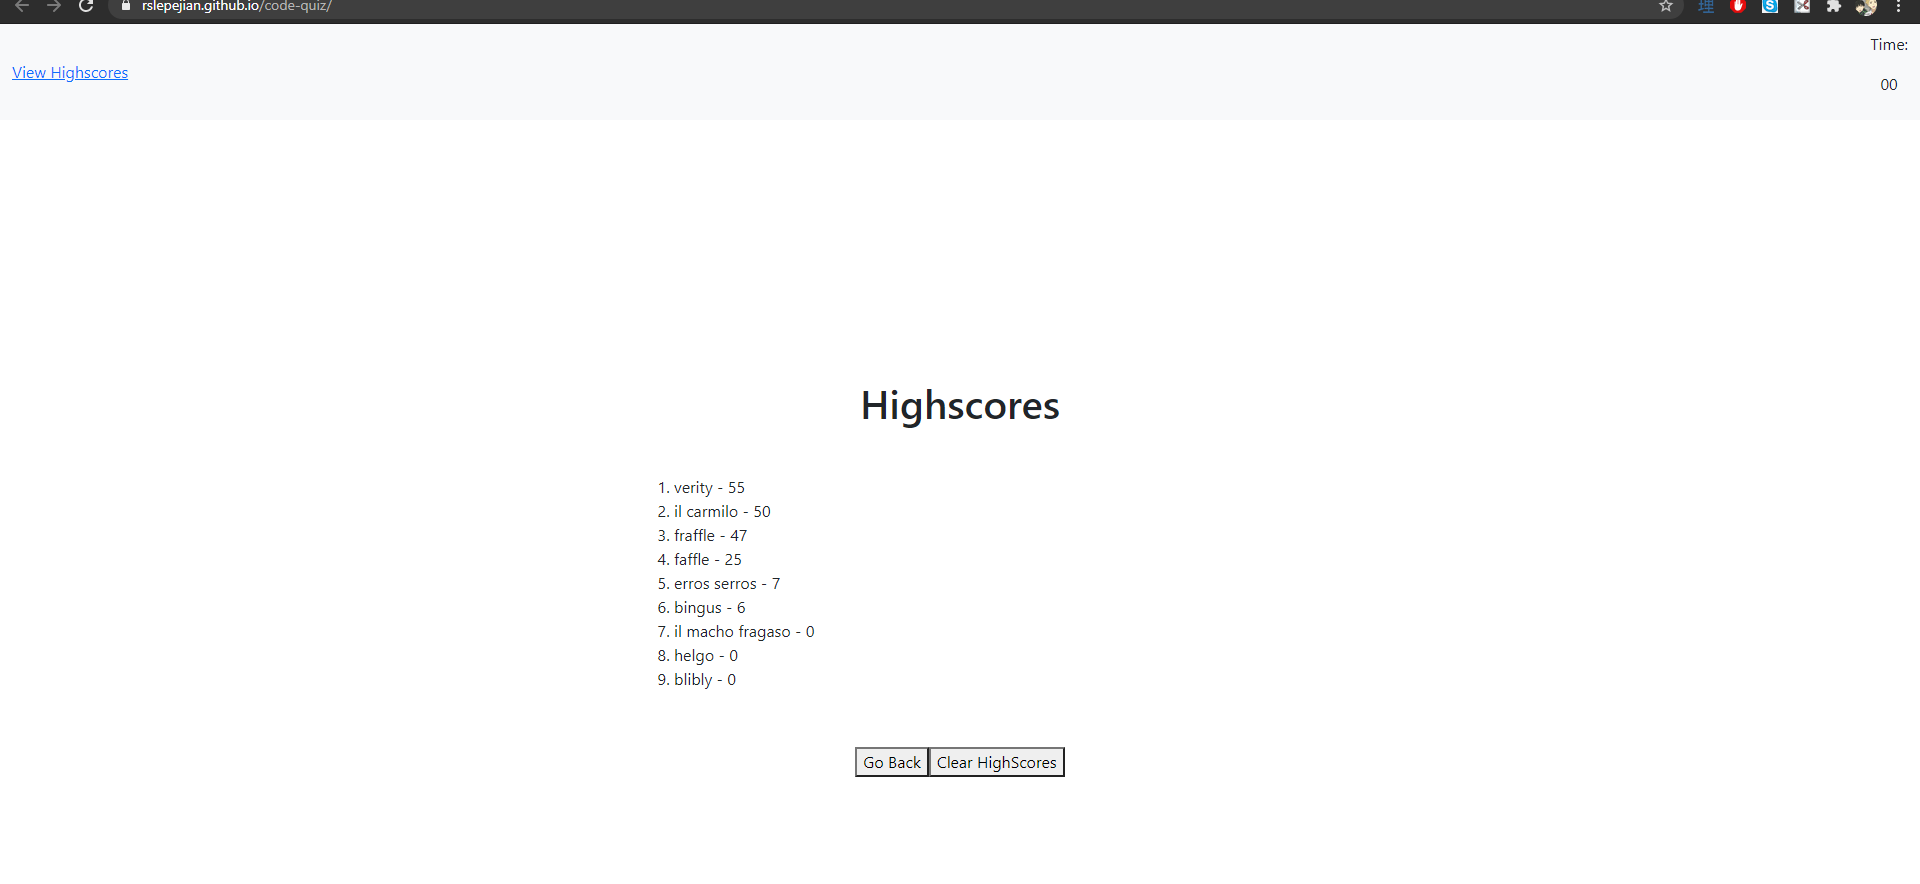 rslepejian.github.io/code-quiz/
理 S
View Highscores
Time:
00
Highscores
1. verity - 55
2. il carmilo - 50
3. fraffle - 47
4. faffle - 25
5. erros serros - 7
6. bingus - 6
7. il macho fragaso - 0
8. helgo - 0
9. blibly - 0
Go Back Clear HighScores